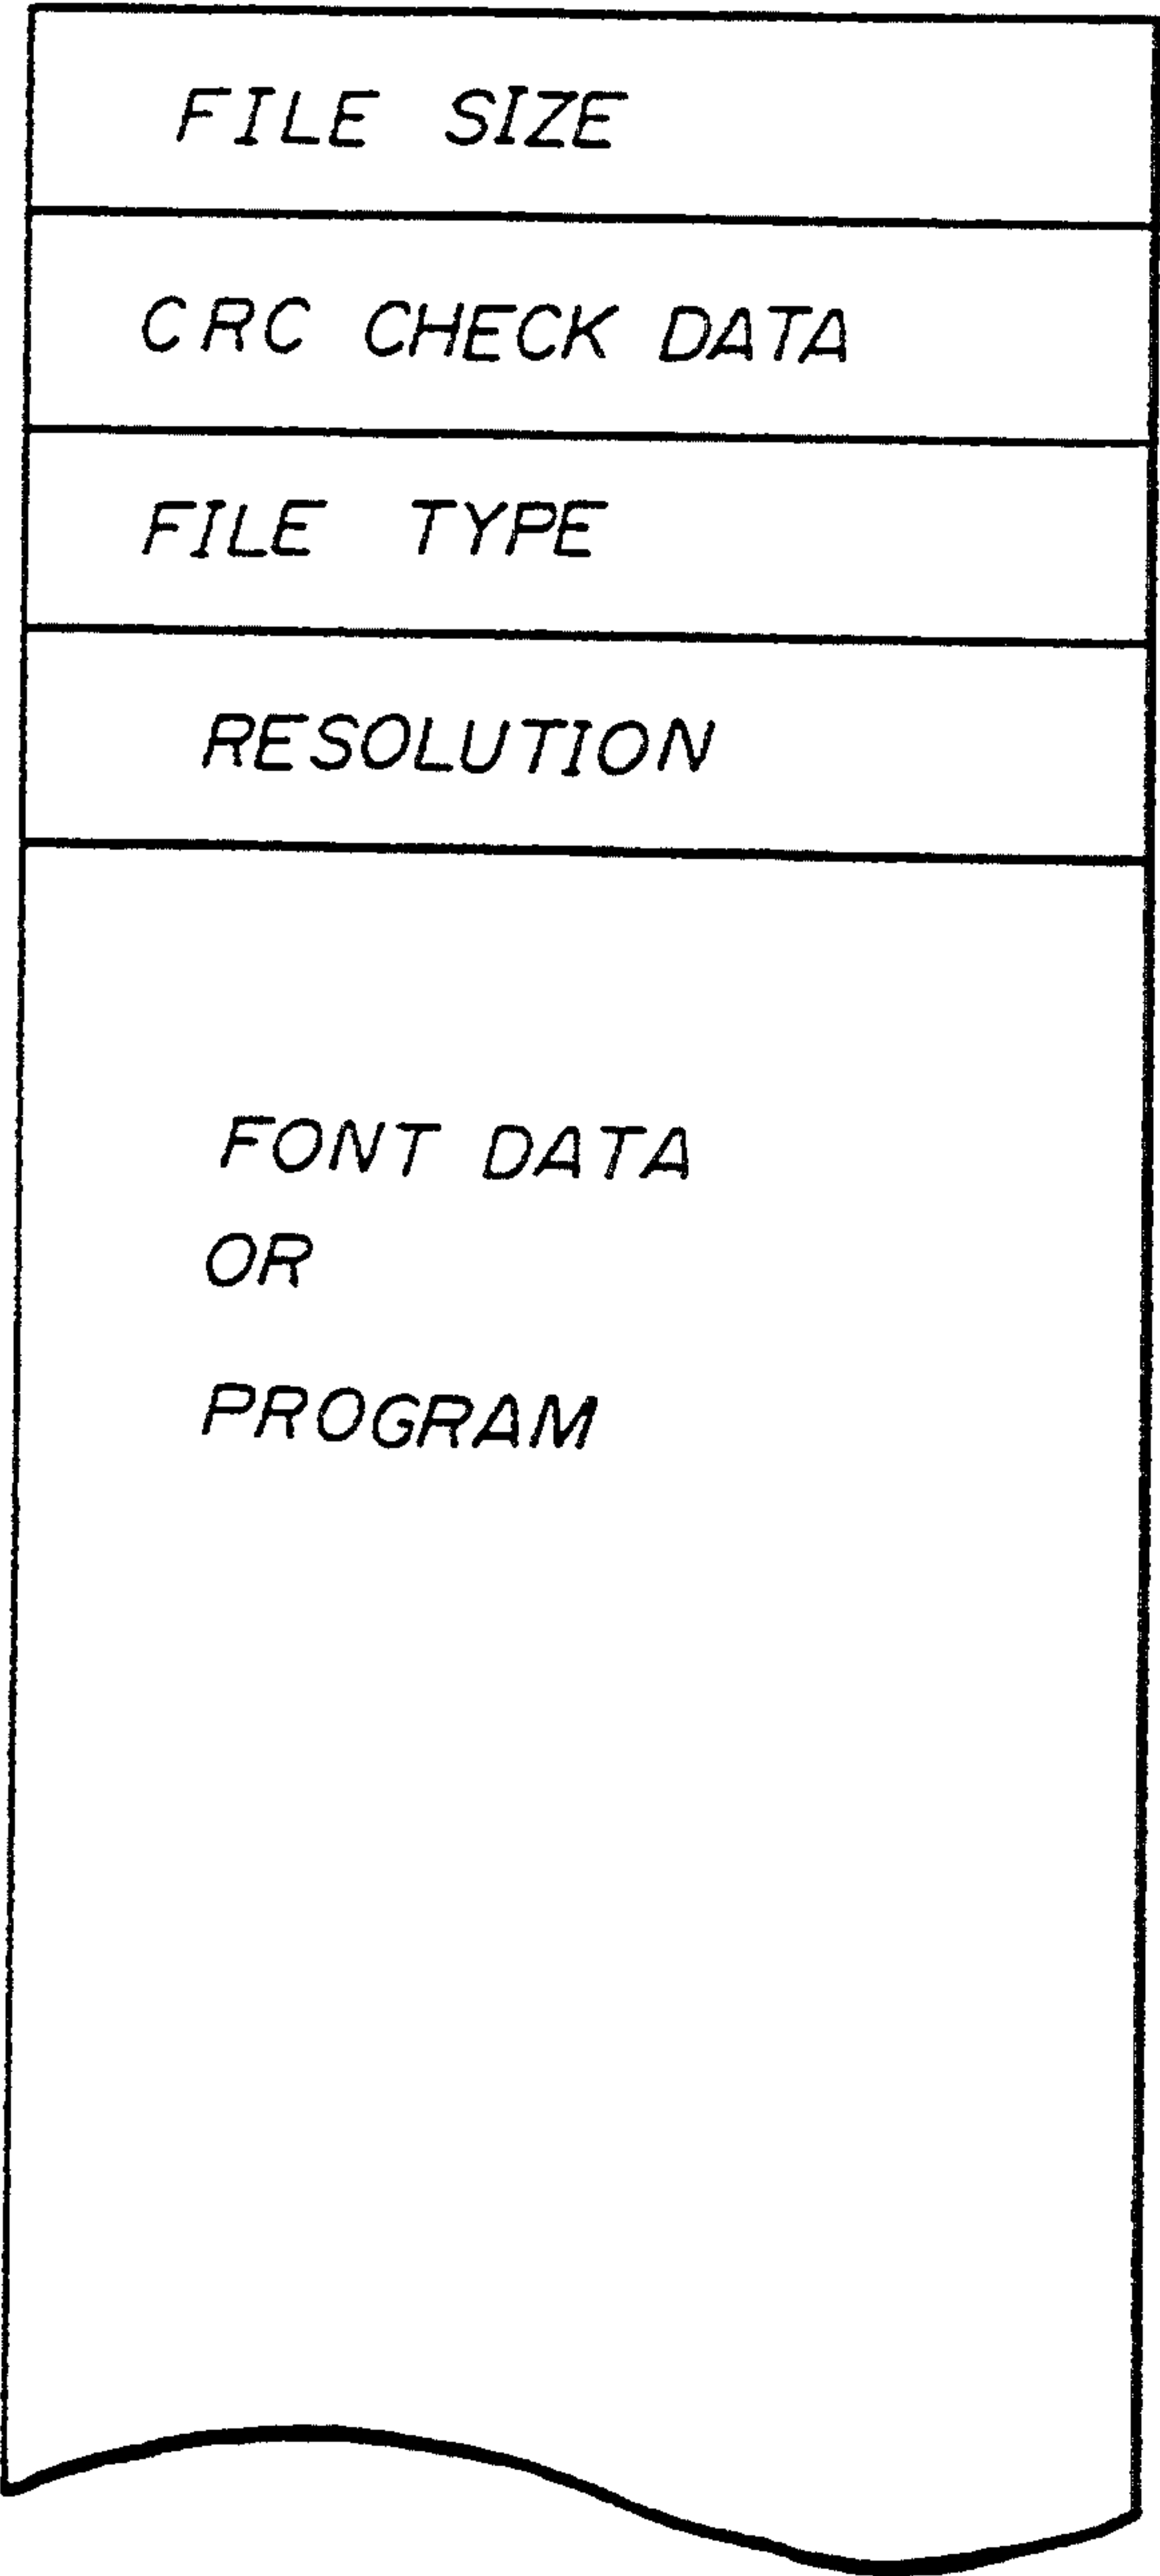 FILE SIZE
CRC CHECK DATA
FILE TYPE
RESOLUTION
FONT DATA
OR
PROGRAM